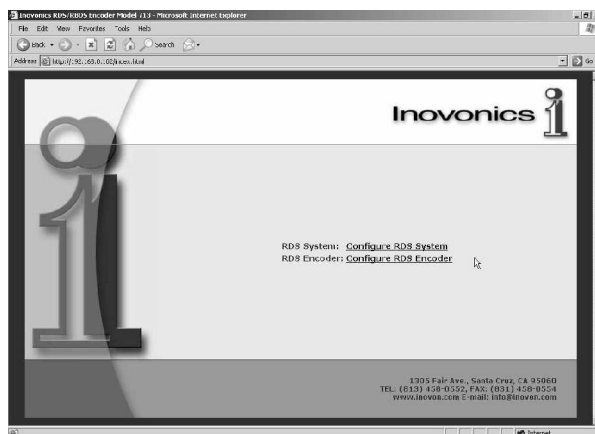 Inovonics RDS/RBDS Encoder Model 713 - Microsoft Internet Explorer
File Edit View Favorites Tools Help
Back Search
Address
Go
Inovonics
RDS System: Configure RDS System
RDS Encoder: Configure RDS Encoder
1305 Fair Ave., Santa Cruz, CA 95060
TEL: (813) 458-0552, FAX: (831) 458-0554
www.inovon.com E-mail: info@inovon.com
Internet